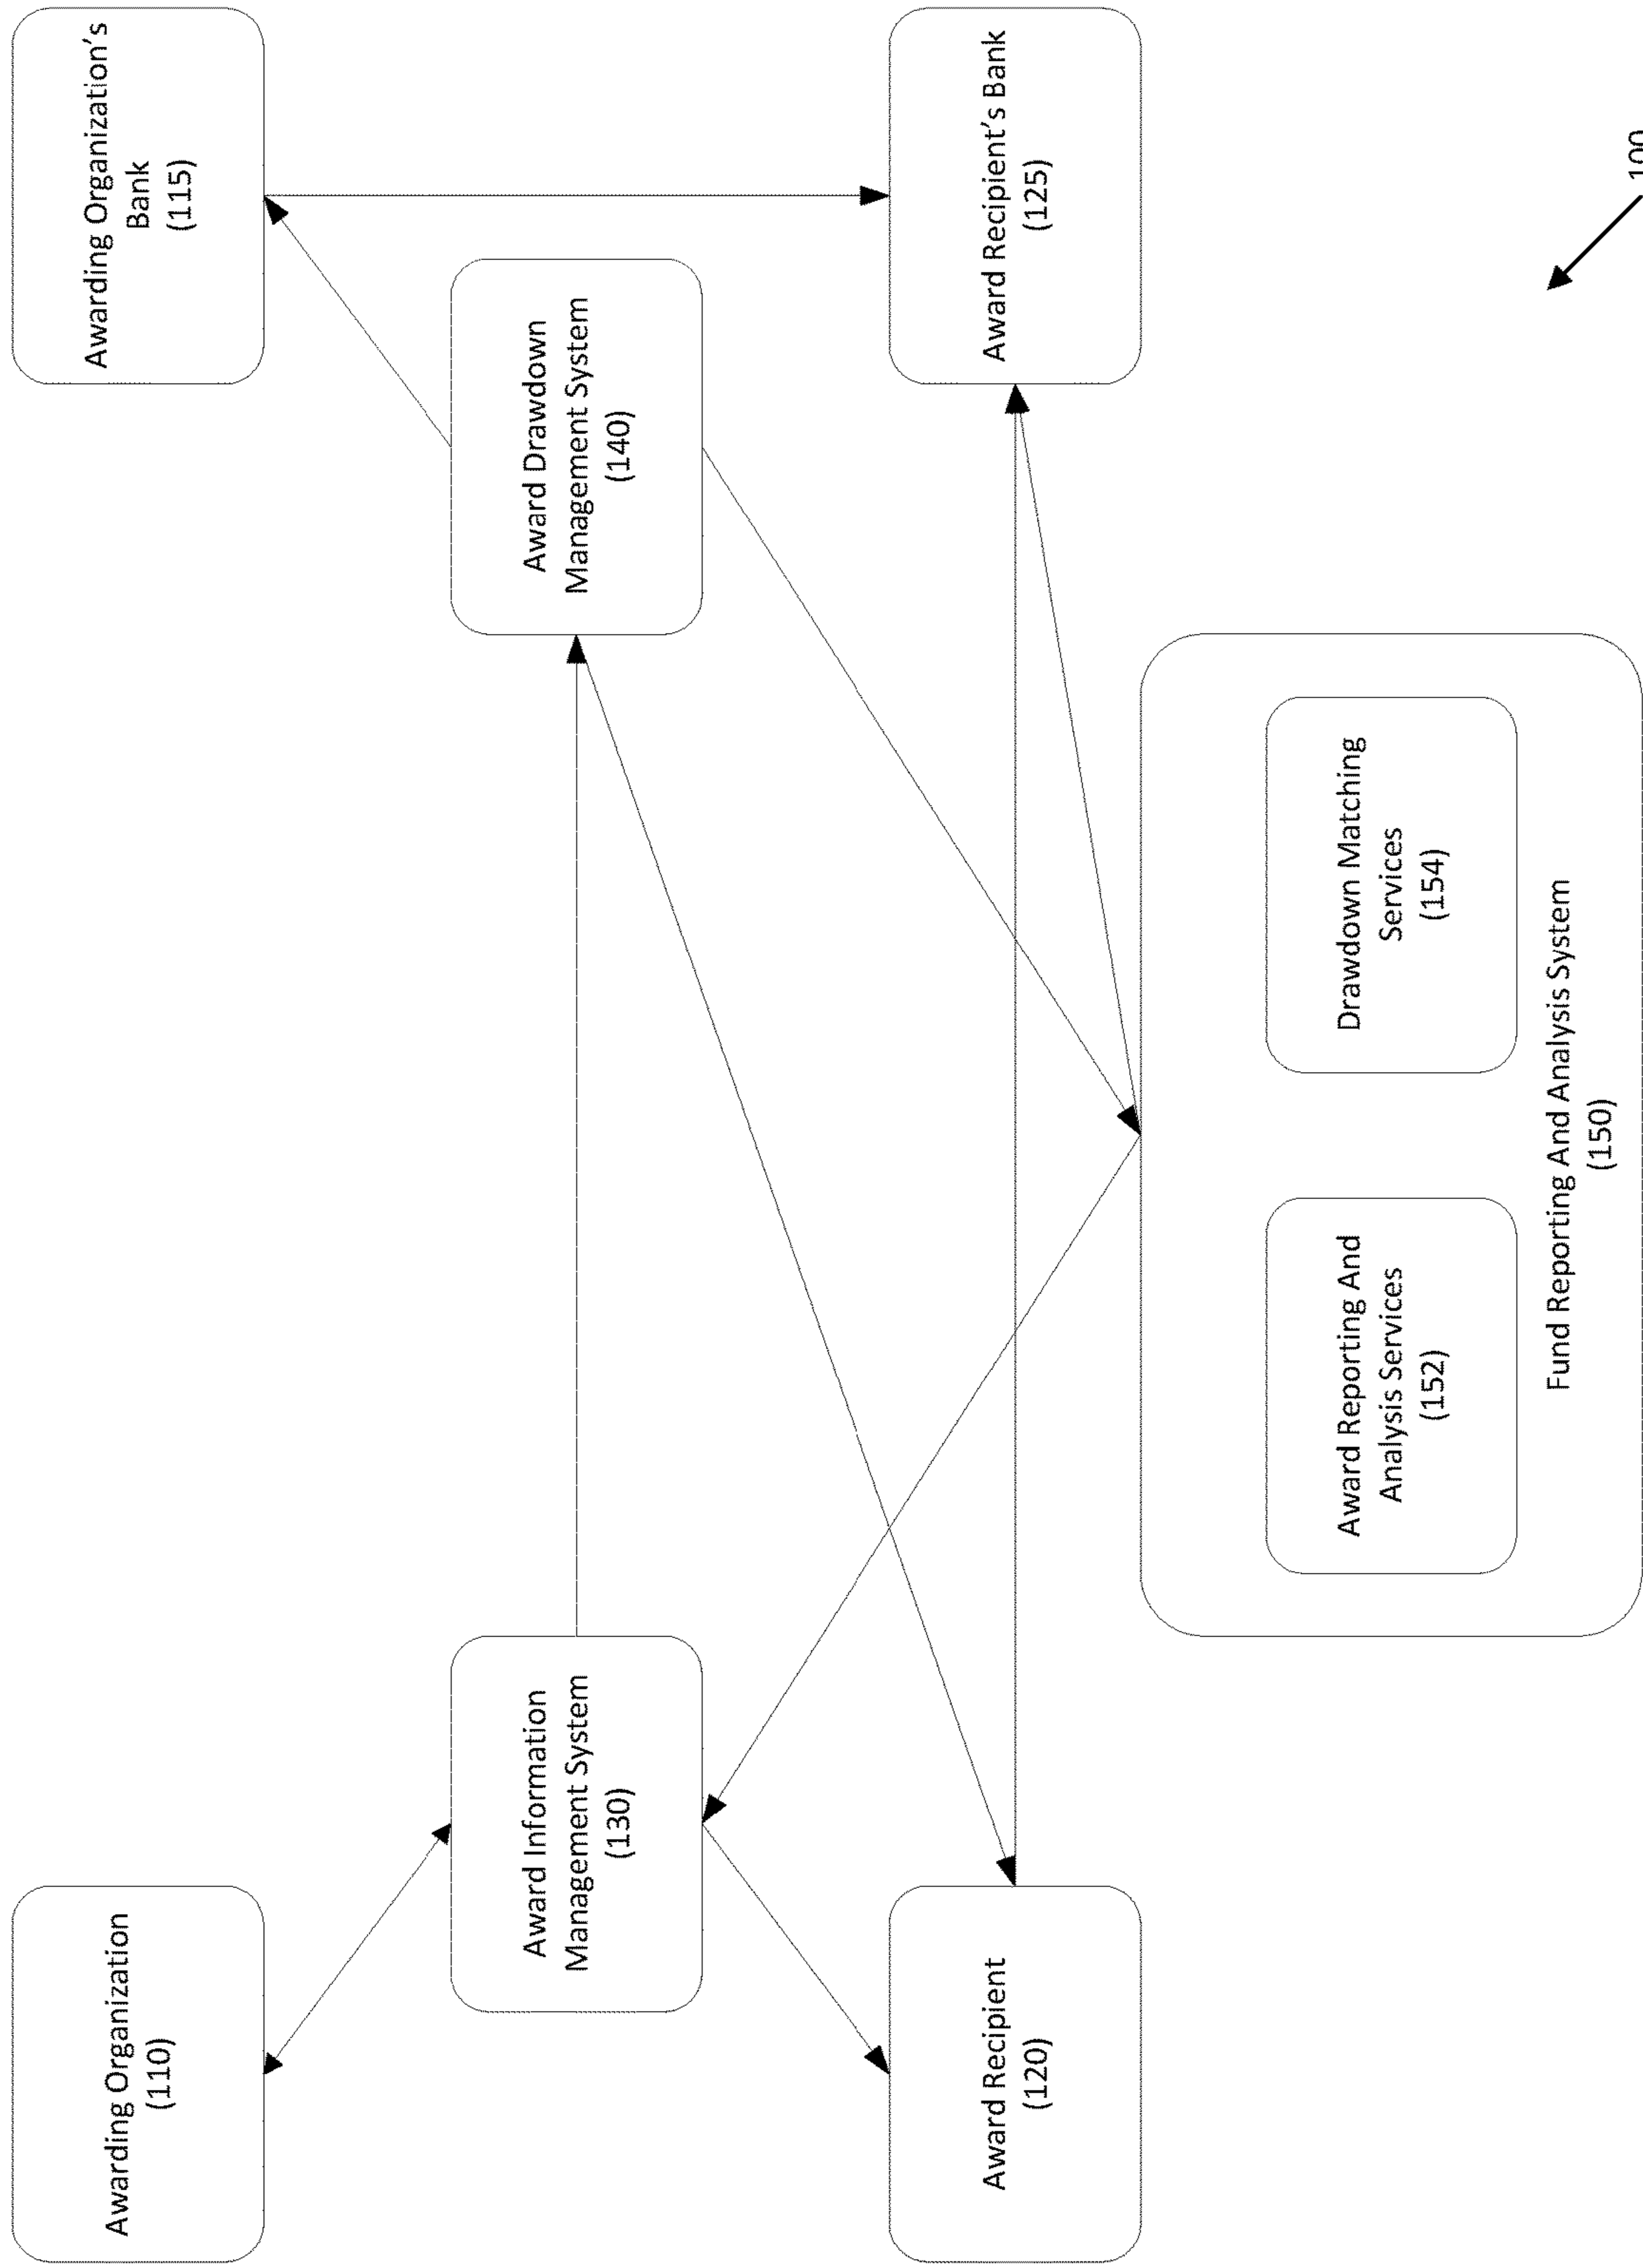 Awarding Organization
(110)
Awarding Organization's
Bank
(115)
Award Information
Management System
(130)
Award Drawdown
Management System
(140)
Award Recipient
(120)
Award Recipient's Bank
(125)
Award Reporting And
Analysis Services
(152)
Drawdown Matching
Services
(154)
Fund Reporting And Analysis System
(150)
100